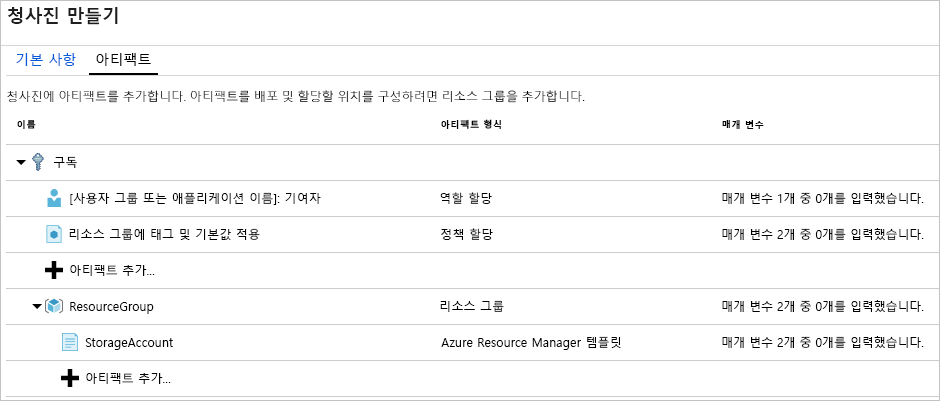 청사진 만들기
기본 사항 아티팩트
청사진에 아티팩트를 추가합니다. 아티팩트를 배포 및 할당할 위치를 구성하려면 리소스 그룹을 추가합니다.
이름 아티팩트 형식 매개 변수
구독
[사용자 그룹 또는 애플리케이션 이름]: 기여자 역할 할당 매개 변수 1개 중 0개를 입력했습니다.
리소스 그룹에 태그 및 기본값 적용 정책 할당 매개 변수 2개 중 0개를 입력했습니다.
아티팩트 추가...
ResourceGroup 리소스 그룹 매개 변수 2개 중 0개를 입력했습니다.
StorageAccount Azure Resource Manager 템플릿 매개 변수 2개 중 0개를 입력했습니다.
아티팩트 추가...